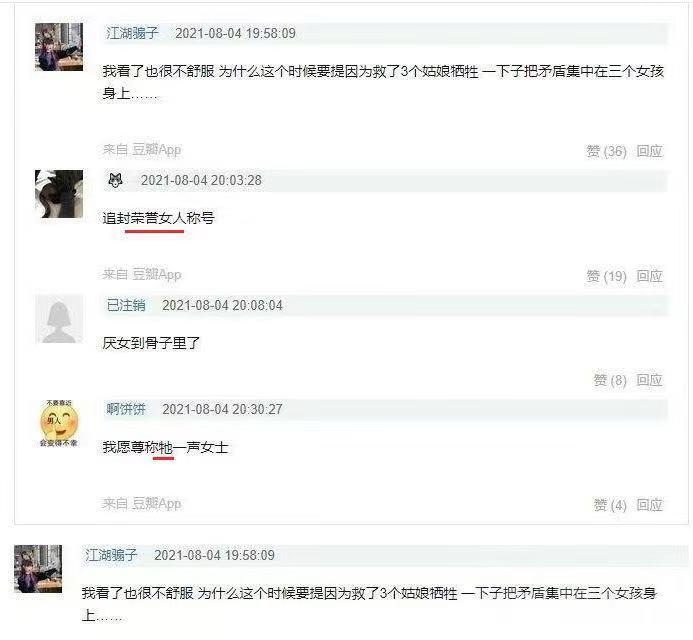 江湖骗子 2021-08-04 19:58:09
我看了也很不舒服 为什么这个时候要提因为救了3个姑娘牺牲 一下子把矛盾集中在三个女孩
身上……
来自 豆瓣App
赞 (36) 回应
2021-08-04 20:03:28
追封荣誉女人称号
来自 豆瓣App
赞 (19) 回应
已注销 2021-08-04 20:08:04
厌女到骨子里了
赞 (8) 回应
不要靠近
男人
会变得不幸
啊饼饼 2021-08-04 20:30:27
我愿尊称牠一声女士
来自 豆瓣App
赞 (4) 回应
江湖骗子 2021-08-04 19:58:09
我看了也很不舒服 为什么这个时候要提因为救了3个姑娘牺牲 一下子把矛盾集中在三个女孩身
上……